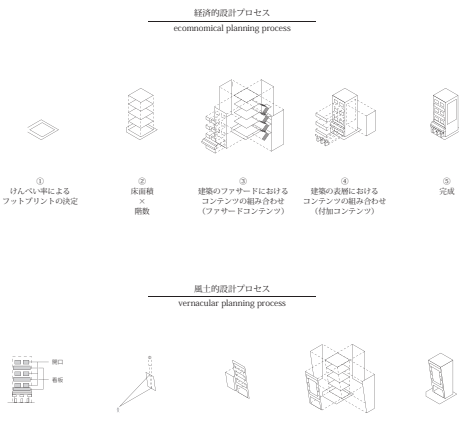 経済的設計プロセス
ecomnomical planning process
①
けんぺい率による
フットプリントの決定
②
床面積
×
階数
③
建築のファサードにおける
コンテンツの組み合わせ
（ファサードコンテンツ）
④
建築の表層における
コンテンツの組み合わせ
（付加コンテンツ）
⑤
完成
風土的設計プロセス
vernacular planning process
開口
看板